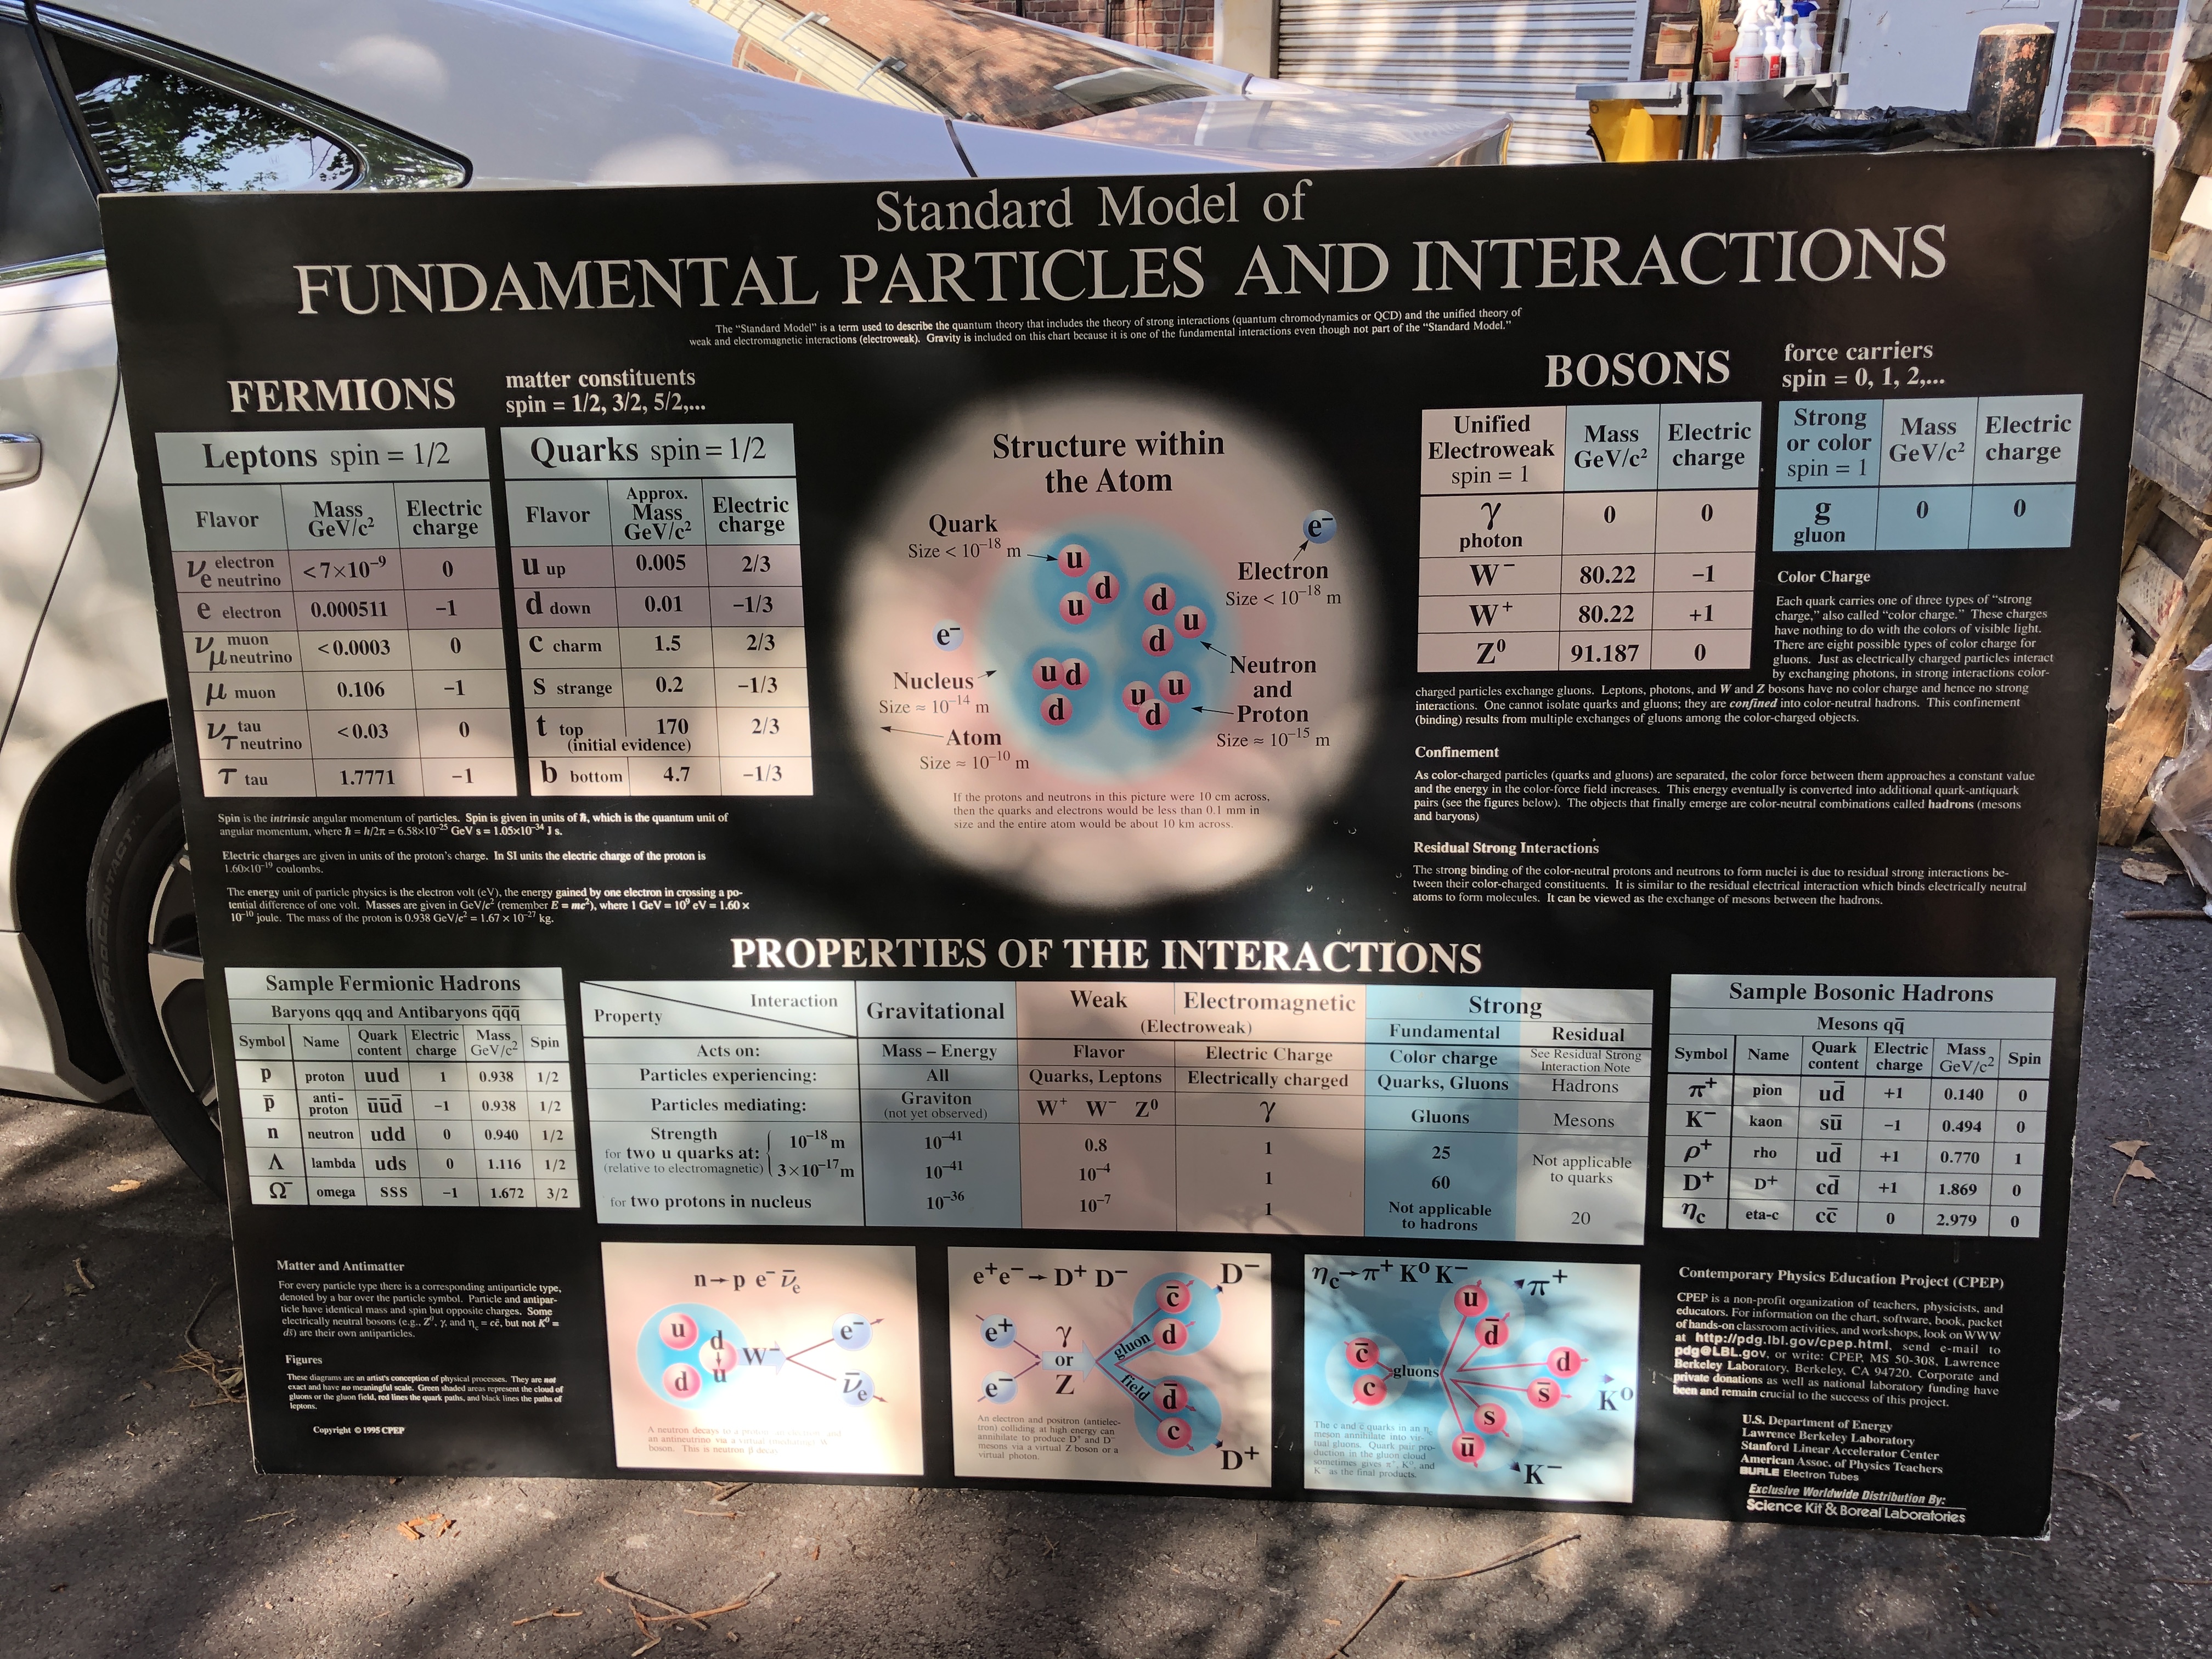 Standard Model of
FUNDAMENTAL PARTICLES AND INTERACTIONS
The “Standard Model” is a term used to describe the quantum theory that includes the theory of strong interactions (quantum chromodynamics or QCD) and the unified theory of
weak and electromagnetic interactions (electroweak). Gravity is included on this chart because it is one of the fundamental interactions even though not part of the “Standard Model.”
FERMIONS
matter constituents
spin = 1/2, 3/2, 5/2,...
Leptons spin = 1/2
Flavor Mass GeV/c² Electric charge
νe electron neutrino <7×10⁻⁹ 0
e electron 0.000511 –1
νμ muon neutrino <0.0003 0
μ muon 0.106 –1
ντ tau neutrino <0.03 0
τ tau 1.7771 –1
Quarks spin = 1/2
Flavor Approx. Mass GeV/c² Electric charge
u up 0.005 2/3
d down 0.01 –1/3
c charm 1.5 2/3
s strange 0.2 –1/3
t top 170 2/3
(initial evidence)
b bottom 4.7 –1/3
Spin is the intrinsic angular momentum of particles. Spin is given in units of ħ, which is the quantum unit of
angular momentum, where ħ = h/2π = 6.58×10⁻²⁵ GeV s = 1.05×10⁻³⁴ J s.
Electric charges are given in units of the proton’s charge. In SI units the electric charge of the proton is
1.60×10⁻¹⁹ coulombs.
The energy unit of particle physics is the electron volt (eV), the energy gained by one electron in crossing a po-
tential difference of one volt. Masses are given in GeV/c² (remember E = mc²), where 1 GeV = 10⁹ eV = 1.60 ×
10⁻¹⁰ joule. The mass of the proton is 0.938 GeV/c² = 1.67 × 10⁻²⁷ kg.
Structure within
the Atom
Quark
Size < 10⁻¹⁸ m
e⁻
Electron
Size < 10⁻¹⁸ m
u
d
u
d
u
d
e⁻
u d
d
u
u
d
Nucleus
Size ≈ 10⁻¹⁴ m
Neutron
and
Proton
Size ≈ 10⁻¹⁵ m
Atom
Size ≈ 10⁻¹⁰ m
If the protons and neutrons in this picture were 10 cm across,
then the quarks and electrons would be less than 0.1 mm in
size and the entire atom would be about 10 km across.
BOSONS
force carriers
spin = 0, 1, 2,...
Unified Electroweak spin = 1 Mass GeV/c² Electric charge
γ photon 0 0
W⁻ 80.22 –1
W⁺ 80.22 +1
Z⁰ 91.187 0
Strong or color spin = 1 Mass GeV/c² Electric charge
g gluon 0 0
Color Charge
Each quark carries one of three types of “strong
charge,” also called “color charge.” These charges
have nothing to do with the colors of visible light.
There are eight possible types of color charge for
gluons. Just as electrically charged particles interact
by exchanging photons, in strong interactions color-
charged particles exchange gluons. Leptons, photons, and W and Z bosons have no color charge and hence no strong
interactions. One cannot isolate quarks and gluons; they are confined into color-neutral hadrons. This confinement
(binding) results from multiple exchanges of gluons among the color-charged objects.
Confinement
As color-charged particles (quarks and gluons) are separated, the color force between them approaches a constant value
and the energy in the color-force field increases. This energy eventually is converted into additional quark-antiquark
pairs (see the figures below). The objects that finally emerge are color-neutral combinations called hadrons (mesons
and baryons)
Residual Strong Interactions
The strong binding of the color-neutral protons and neutrons to form nuclei is due to residual strong interactions be-
tween their color-charged constituents. It is similar to the residual electrical interaction which binds electrically neutral
atoms to form molecules. It can be viewed as the exchange of mesons between the hadrons.
PROPERTIES OF THE INTERACTIONS
Sample Fermionic Hadrons
Baryons qqq and Antibaryons q̄q̄q̄
Symbol Name Quark content Electric charge Mass GeV/c² Spin
p proton uud 1 0.938 1/2
p̄ anti-proton ūūd̄ –1 0.938 1/2
n neutron udd 0 0.940 1/2
Λ lambda uds 0 1.116 1/2
Ω⁻ omega sss –1 1.672 3/2
Interaction
Property
Gravitational
Weak
Electromagnetic
(Electroweak)
Strong
Fundamental Residual
Acts on: Mass – Energy Flavor Electric Charge Color charge See Residual Strong Interaction Note
Particles experiencing: All Quarks, Leptons Electrically charged Quarks, Gluons Hadrons
Particles mediating: Graviton (not yet observed) W⁺ W⁻ Z⁰ γ Gluons Mesons
Strength
for two u quarks at:
(relative to electromagnetic)
10⁻¹⁸ m 10⁻⁴¹ 0.8 1 25 Not applicable to quarks
3×10⁻¹⁷ m 10⁻⁴¹ 10⁻⁴ 1 60
for two protons in nucleus 10⁻³⁶ 10⁻⁷ 1 Not applicable to hadrons 20
Sample Bosonic Hadrons
Mesons qq̄
Symbol Name Quark content Electric charge Mass GeV/c² Spin
π⁺ pion ud̄ +1 0.140 0
K⁻ kaon sū –1 0.494 0
ρ⁺ rho ud̄ +1 0.770 1
D⁺ D⁺ cd̄ +1 1.869 0
ηc eta-c cc̄ 0 2.979 0
Matter and Antimatter
For every particle type there is a corresponding antiparticle type,
denoted by a bar over the particle symbol. Particle and antipar-
ticle have identical mass and spin but opposite charges. Some
electrically neutral bosons (e.g., Z⁰, γ, and ηc = cc̄, but not K⁰ =
ds̄) are their own antiparticles.
Figures
These diagrams are an artist’s conception of physical processes. They are not
exact and have no meaningful scale. Green shaded areas represent the cloud of
gluons or the gluon field, red lines the quark paths, and black lines the paths of
leptons.
Copyright © 1995 CPEP
n→p e⁻ ν̄e
u
d
u
d
W⁻
e⁻
ν̄e
A neutron decays to a proton, an electron, and
an antineutrino via a virtual (mediating) W
boson. This is neutron β decay.
e⁺e⁻→D⁺ D⁻
e⁺
e⁻
γ
or
Z
gluon
field
c̄
d
d̄
c
D⁻
D⁺
An electron and positron (antielec-
tron) colliding at high energy can
annihilate to produce D⁺ and D⁻
mesons via a virtual Z boson or a
virtual photon.
ηc→π⁺ K⁰ K⁻
c̄
c
gluons
u
d̄
d
s̄
s
ū
π⁺
K⁰
K⁻
The c and c̄ quarks in an ηc
meson annihilate into vir-
tual gluons. Quark pair pro-
duction in the gluon cloud
sometimes gives π⁺, K⁰, and
K⁻ as the final products.
Contemporary Physics Education Project (CPEP)
CPEP is a non-profit organization of teachers, physicists, and
educators. For information on the chart, software, book, packet
of hands-on classroom activities, and workshops, look on WWW
at http://pdg.lbl.gov/cpep.html, send e-mail to
pdg@LBL.gov, or write: CPEP, MS 50-308, Lawrence
Berkeley Laboratory, Berkeley, CA 94720. Corporate and
private donations as well as national laboratory funding have
been and remain crucial to the success of this project.
U.S. Department of Energy
Lawrence Berkeley Laboratory
Stanford Linear Accelerator Center
American Assoc. of Physics Teachers
BURLE Electron Tubes
Exclusive Worldwide Distribution By:
Science Kit & Boreal Laboratories